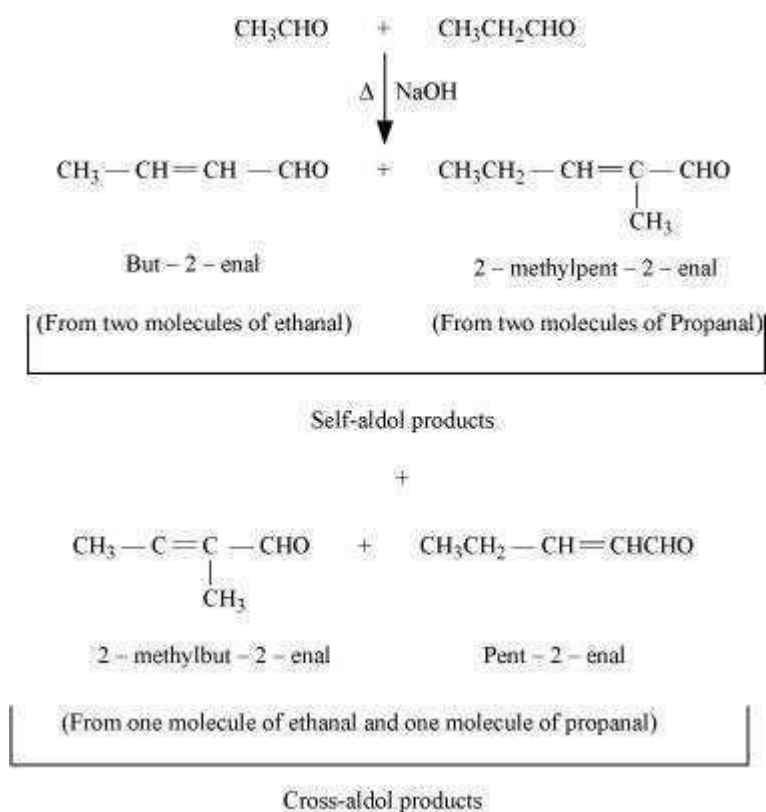 CH₃CHO + CH₃CH₂CHO
Δ NaOH
CH₃ — CH = CH — CHO + CH₃CH₂ — CH = C — CHO
CH₃
But – 2 – enal 2 – methylpent – 2 – enal
(From two molecules of ethanal) (From two molecules of Propanal)
Self-aldol products
+
CH₃ — C = C — CHO + CH₃CH₂ — CH = CHCHO
CH₃
2 – methylbut – 2 – enal Pent – 2 – enal
(From one molecule of ethanal and one molecule of propanal)
Cross-aldol products